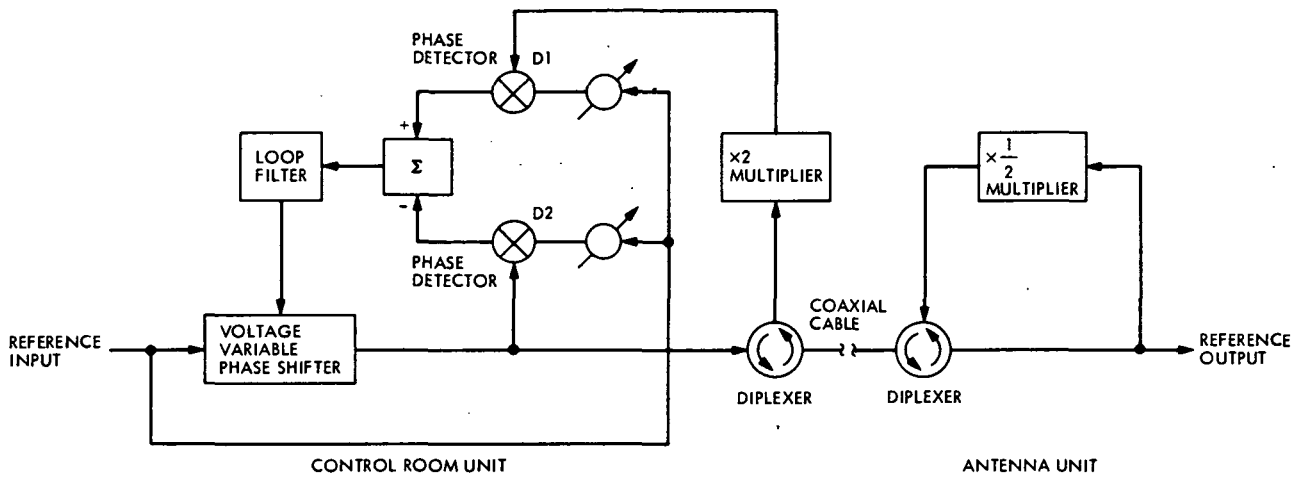 PHASE
DETECTOR
D1
+
LOOP
FILTER
Σ
×2
MULTIPLIER
× 1/2
MULTIPLIER
-
D2
PHASE
DETECTOR
COAXIAL
CABLE
REFERENCE
INPUT
VOLTAGE
VARIABLE
PHASE SHIFTER
REFERENCE
OUTPUT
DIPLEXER
DIPLEXER
CONTROL ROOM UNIT
ANTENNA UNIT